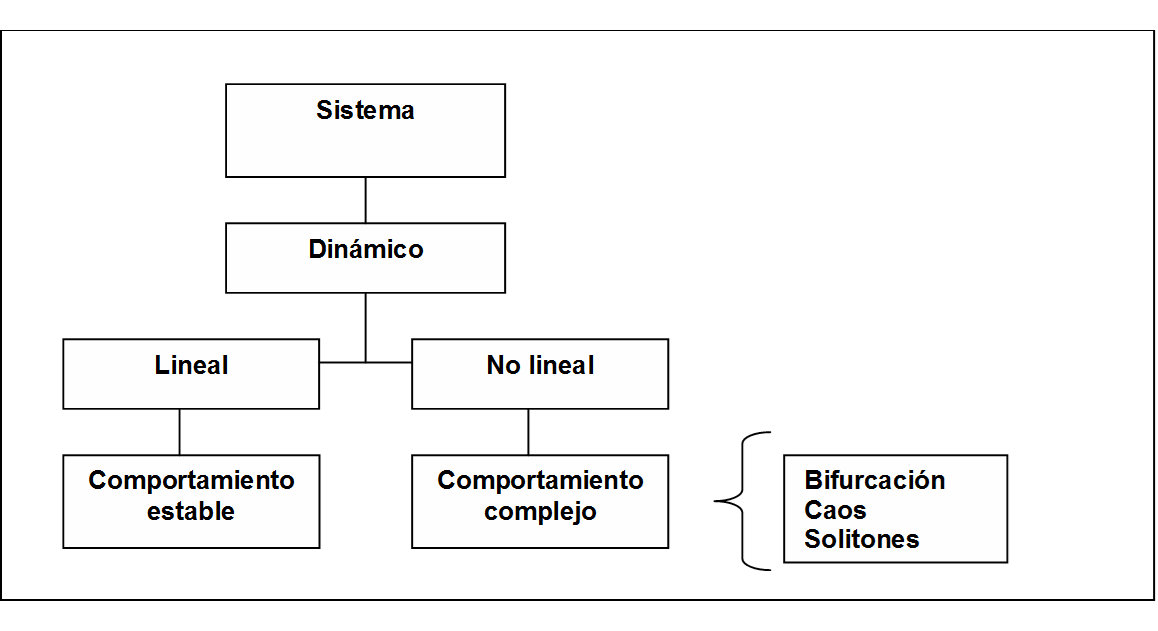 Sistema
Dinámico
Lineal
No lineal
Comportamiento
estable
Comportamiento
complejo
Bifurcación
Caos
Solitones